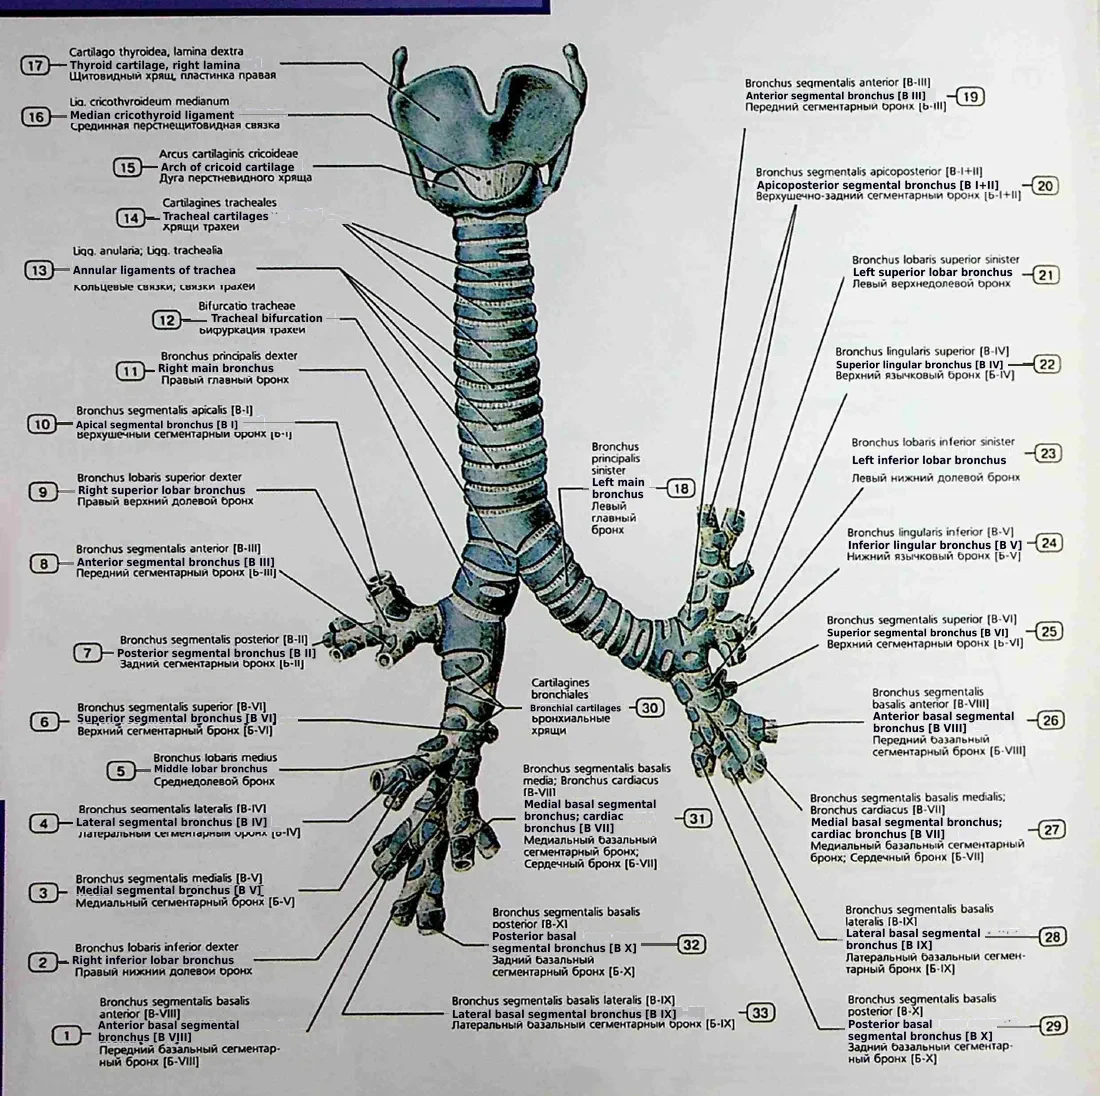 Cartilago thyroidea, lamina dextra
17 Thyroid cartilage, right lamina
Щитовидный хрящ, пластинка правая
Lig. cricothyroideum medianum
16 Median cricothyroid ligament
Срединная перстнещитовидная связка
Arcus cartilaginis cricoideae
15 Arch of cricoid cartilage
Дуга перстневидного хряща
Cartilagines tracheales
14 Tracheal cartilages
Хрящи трахеи
Ligg. anularia; Ligg. trachealia
13 Annular ligaments of trachea
Кольцевые связки; связки трахеи
Bifurcatio tracheae
12 Tracheal bifurcation
Бифуркация трахеи
Bronchus principalis dexter
11 Right main bronchus
Правый главный бронх
Bronchus segmentalis apicalis [B-I]
10 Apical segmental bronchus [B I]
Верхушечный сегментарный бронх [Б-I]
Bronchus lobaris superior dexter
9 Right superior lobar bronchus
Правый верхний долевой бронх
Bronchus segmentalis anterior [B-III]
8 Anterior segmental bronchus [B III]
Передний сегментарный бронх [Б-III]
Bronchus segmentalis posterior [B-II]
7 Posterior segmental bronchus [B II]
Задний сегментарный бронх [Б-II]
Bronchus segmentalis superior [B-VI]
6 Superior segmental bronchus [B VI]
Верхний сегментарный бронх [Б-VI]
Bronchus lobaris medius
5 Middle lobar bronchus
Среднедолевой бронх
Bronchus segmentalis lateralis [B-IV]
4 Lateral segmental bronchus [B IV]
Латеральный сегментарный бронх [Б-IV]
Bronchus segmentalis medialis [B-V]
3 Medial segmental bronchus [B V]
Медиальный сегментарный бронх [Б-V]
Bronchus lobaris inferior dexter
2 Right inferior lobar bronchus
Правый нижний долевой бронх
Bronchus segmentalis basalis
anterior [B-VIII]
1 Anterior basal segmental
bronchus [B VIII]
Передний базальный сегментар-
ный бронх [Б-VIII]
Bronchus
principalis
sinister
Left main
bronchus 18
Левый
главный
бронх
Cartilagines
bronchiales
Bronchial cartilages 30
Бронхиальные
хрящи
Bronchus segmentalis basalis
media; Bronchus cardiacus
[B-VII]
Medial basal segmental
bronchus; cardiac 31
bronchus [B VII]
Медиальный базальный
сегментарный бронх;
Сердечный бронх [Б-VII]
Bronchus segmentalis basalis
posterior [B-X]
Posterior basal
segmental bronchus [B X] 32
Задний базальный
сегментарный бронх [Б-X]
Bronchus segmentalis basalis lateralis [B-IX]
Lateral basal segmental bronchus [B IX] 33
Латеральный базальный сегментарный бронх [Б-IX]
Bronchus segmentalis anterior [B-III]
Anterior segmental bronchus [B III] 19
Передний сегментарный бронх [Б-III]
Bronchus segmentalis apicoposterior [B-I+II]
Apicoposterior segmental bronchus [B I+II] 20
Верхушечно-задний сегментарный бронх [Б-I+II]
Bronchus lobaris superior sinister
Left superior lobar bronchus 21
Левый верхнедолевой бронх
Bronchus lingularis superior [B-IV]
Superior lingular bronchus [B IV] 22
Верхний язычковый бронх [Б-IV]
Bronchus lobaris inferior sinister
Left inferior lobar bronchus 23
Левый нижний долевой бронх
Bronchus lingularis inferior [B-V]
Inferior lingular bronchus [B V] 24
Нижний язычковый бронх [Б-V]
Bronchus segmentalis superior [B-VI]
Superior segmental bronchus [B VI] 25
Верхний сегментарный бронх [Б-VI]
Bronchus segmentalis
basalis anterior [B-VIII]
Anterior basal segmental 26
bronchus [B VIII]
Передний базальный
сегментарный бронх [Б-VIII]
Bronchus segmentalis basalis medialis;
Bronchus cardiacus [B-VII]
Medial basal segmental bronchus; 27
cardiac bronchus [B VII]
Медиальный базальный сегментарный
бронх; Сердечный бронх [Б-VII]
Bronchus segmentalis basalis
lateralis [B-IX]
Lateral basal segmental 28
bronchus [B IX]
Латеральный базальный сегмен-
тарный бронх [Б-IX]
Bronchus segmentalis basalis
posterior [B-X]
Posterior basal 29
segmental bronchus [B X]
Задний базальный сегментар-
ный бронх [Б-X]